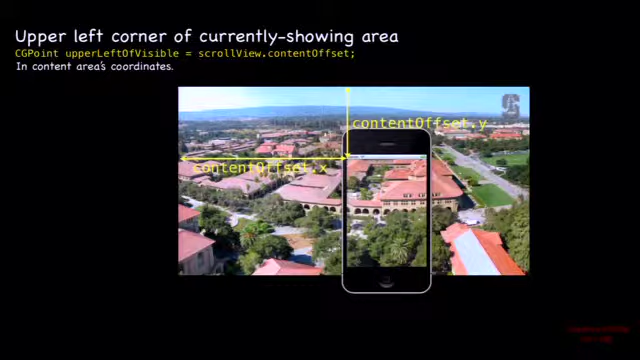 Upper left corner of currently-showing area
CGPoint upperLeftOfVisible = scrollView.contentOffset;
In content area's coordinates.
contentOffset.y
contentOffset.x